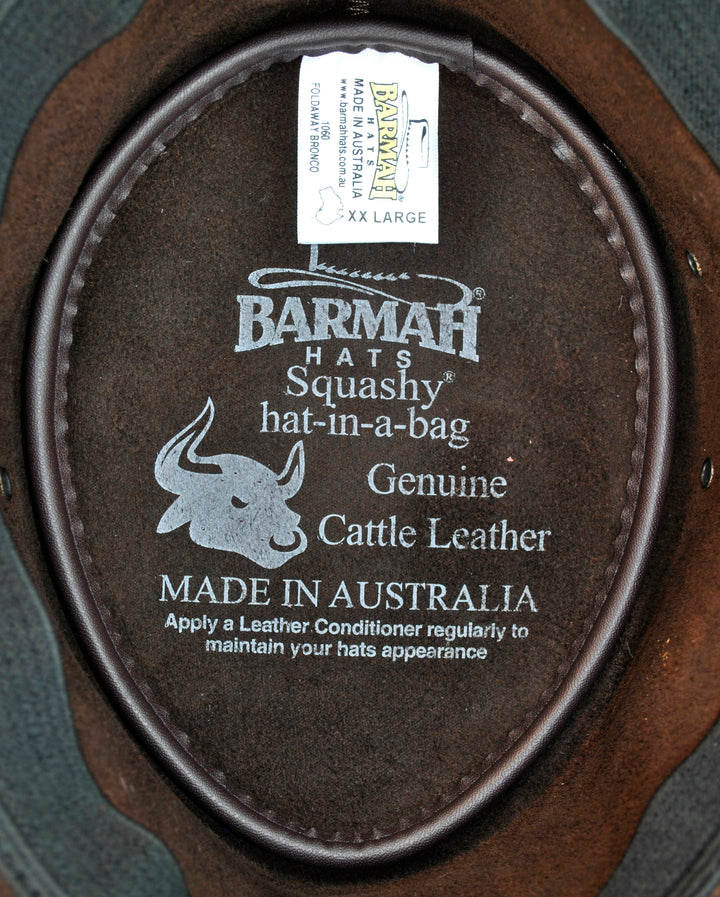 BARMAH®
HATS
MADE IN AUSTRALIA
www.barmahhats.com.au
1060
FOLDAWAY BRONCO
XX LARGE
BARMAH®
HATS
Squashy®
hat-in-a-bag
Genuine
Cattle Leather
MADE IN AUSTRALIA
Apply a Leather Conditioner regularly to
maintain your hats appearance